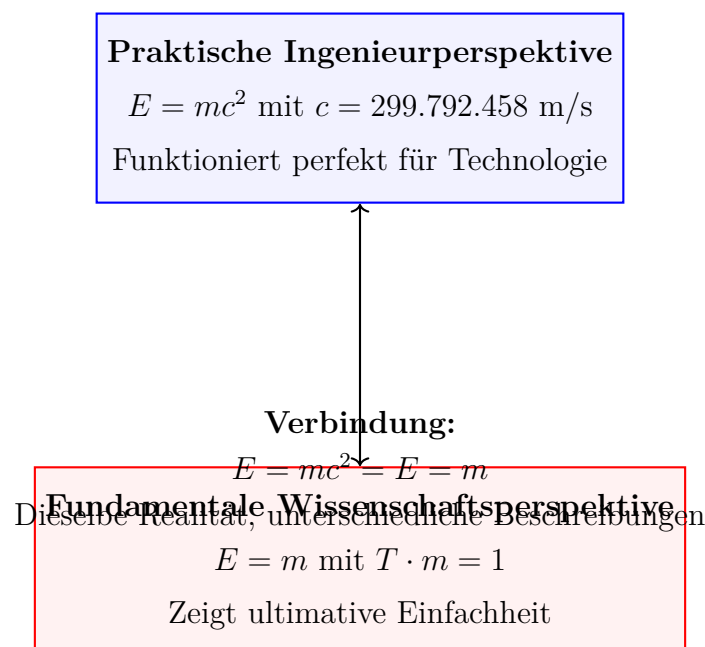 Praktische Ingenieurperspektive
E = mc² mit c = 299.792.458 m/s
Funktioniert perfekt für Technologie
Verbindung:
E = mc² = E = m
Fundamentale Wissenschaftsperspektive
Dieselbe Realität, unterschiedliche Beschreibungen
E = m mit T · m = 1
Zeigt ultimative Einfachheit